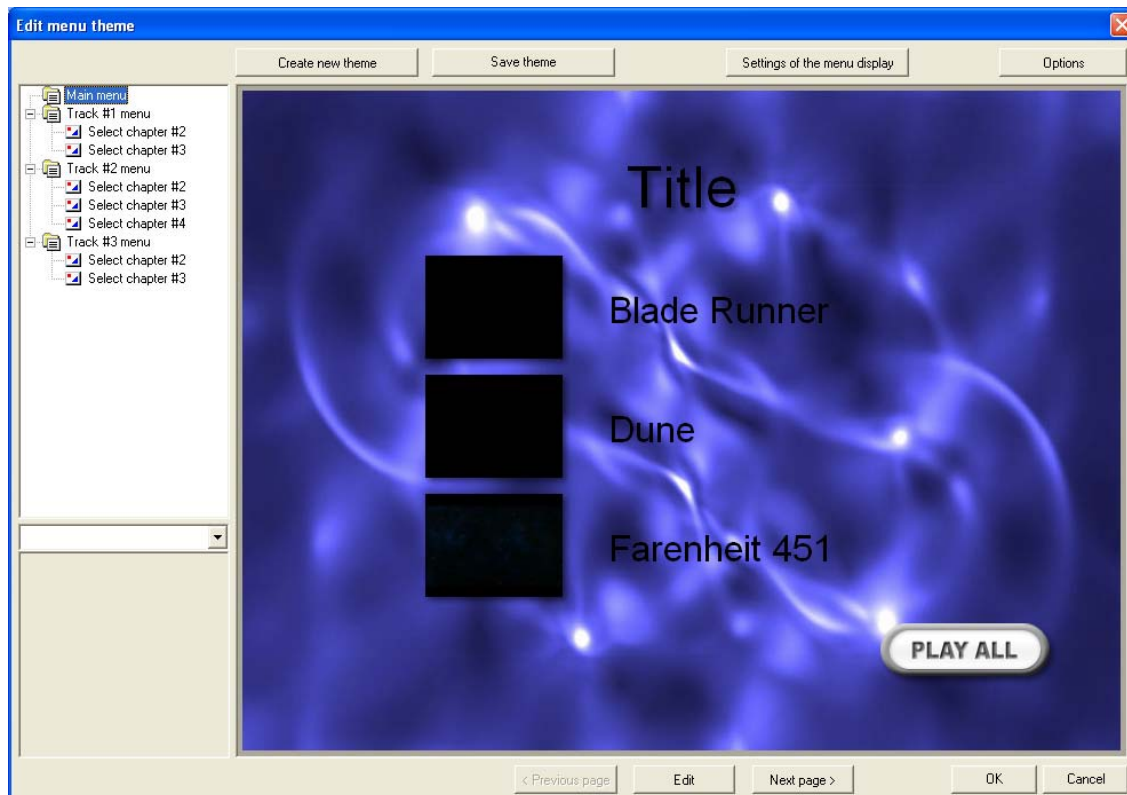 Edit menu theme
Create new theme
Save theme
Settings of the menu display
Options
Main menu
Track #1 menu
Select chapter #2
Select chapter #3
Track #2 menu
Select chapter #2
Select chapter #3
Select chapter #4
Track #3 menu
Select chapter #2
Select chapter #3
Title
Blade Runner
Dune
Farenheit 451
PLAY ALL
< Previous page
Edit
Next page >
OK
Cancel